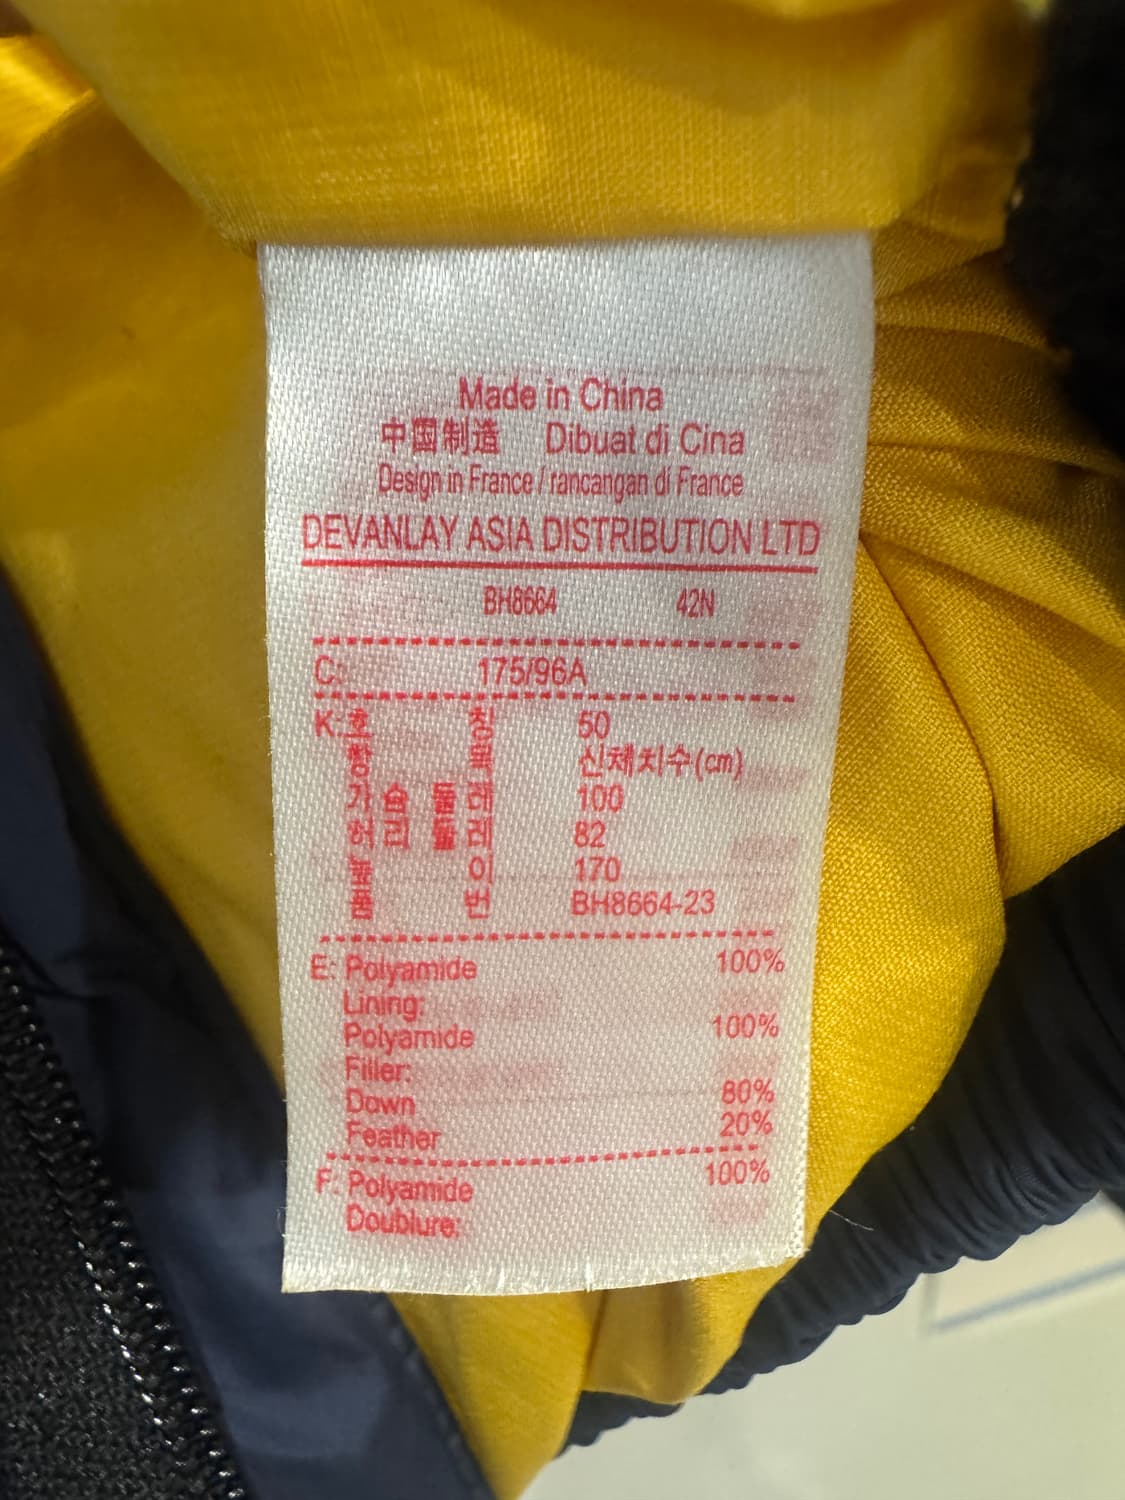 Made in China
中国制造 Dibuat di Cina
Design in France / rancangan di France
DEVANLAY ASIA DISTRIBUTION LTD
BH8664 42N
C: 175/96A
K: 호 칭 50
항 목 신체치수(cm)
가 슴 둘 레 100
허 리 둘 레 82
높 이 170
품 번 BH8664-23
E: Polyamide 100%
Lining:
Polyamide 100%
Filler:
Down 80%
Feather 20%
F: Polyamide 100%
Doublure: